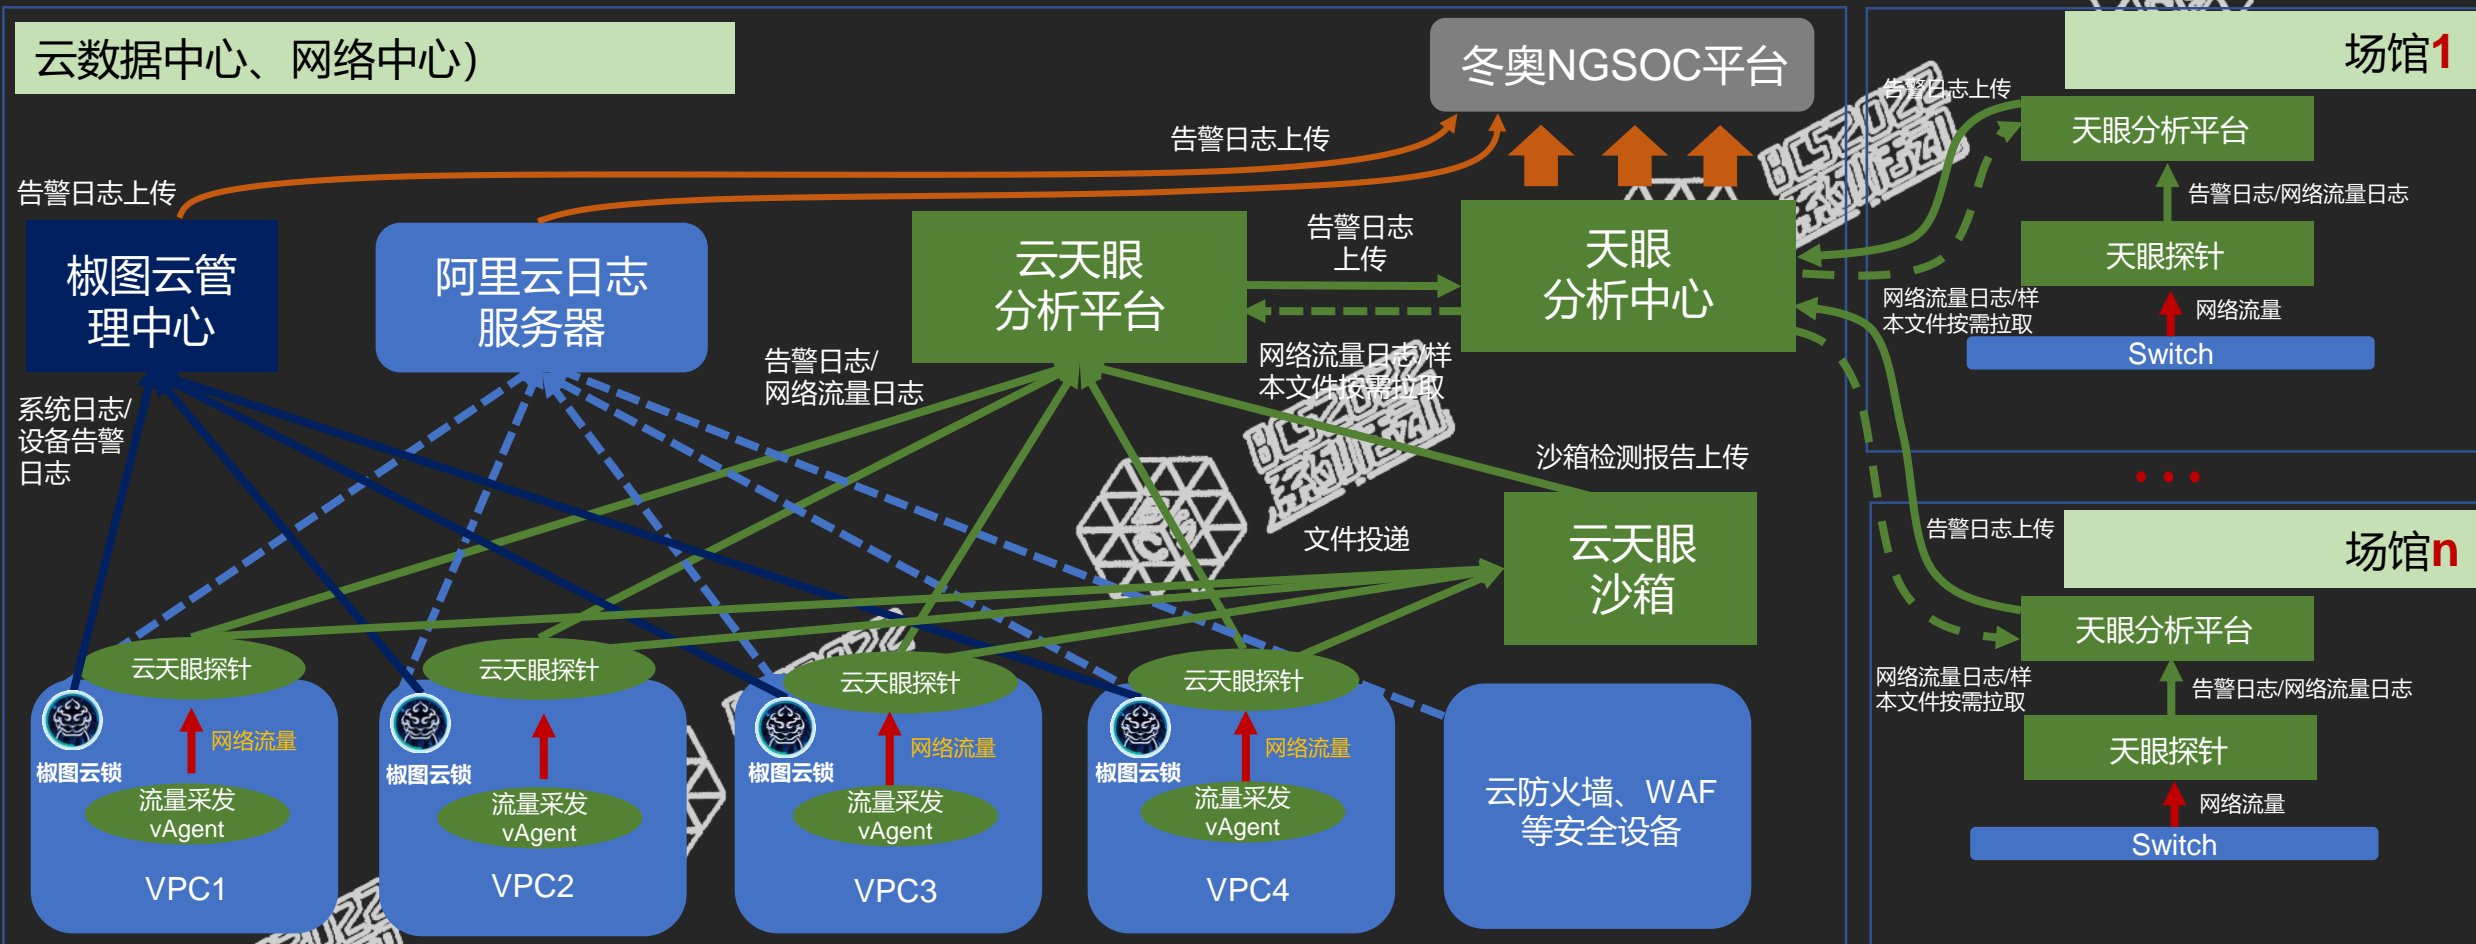 云数据中心、网络中心）
冬奥NGSOC平台
场馆1
告警日志上传
天眼分析平台
告警日志上传
告警日志/网络流量日志
告警日志上传
椒图云管
理中心
阿里云日志
服务器
云天眼
分析平台
告警日志
上传
天眼
分析中心
天眼探针
网络流量日志/样
本文件按需拉取
网络流量
Switch
告警日志/
网络流量日志
网络流量日志/样
本文件按需拉取
系统日志/
设备告警
日志
BCS2022
沙箱检测报告上传
文件投递
云天眼
沙箱
告警日志上传
场馆n
天眼分析平台
网络流量日志/样
本文件按需拉取
告警日志/网络流量日志
天眼探针
网络流量
Switch
云天眼探针
椒图云锁
网络流量
流量采发
vAgent
VPC1
云天眼探针
椒图云锁
流量采发
vAgent
VPC2
云天眼探针
椒图云锁
网络流量
流量采发
vAgent
VPC3
云天眼探针
椒图云锁
网络流量
流量采发
vAgent
VPC4
云防火墙、WAF
等安全设备